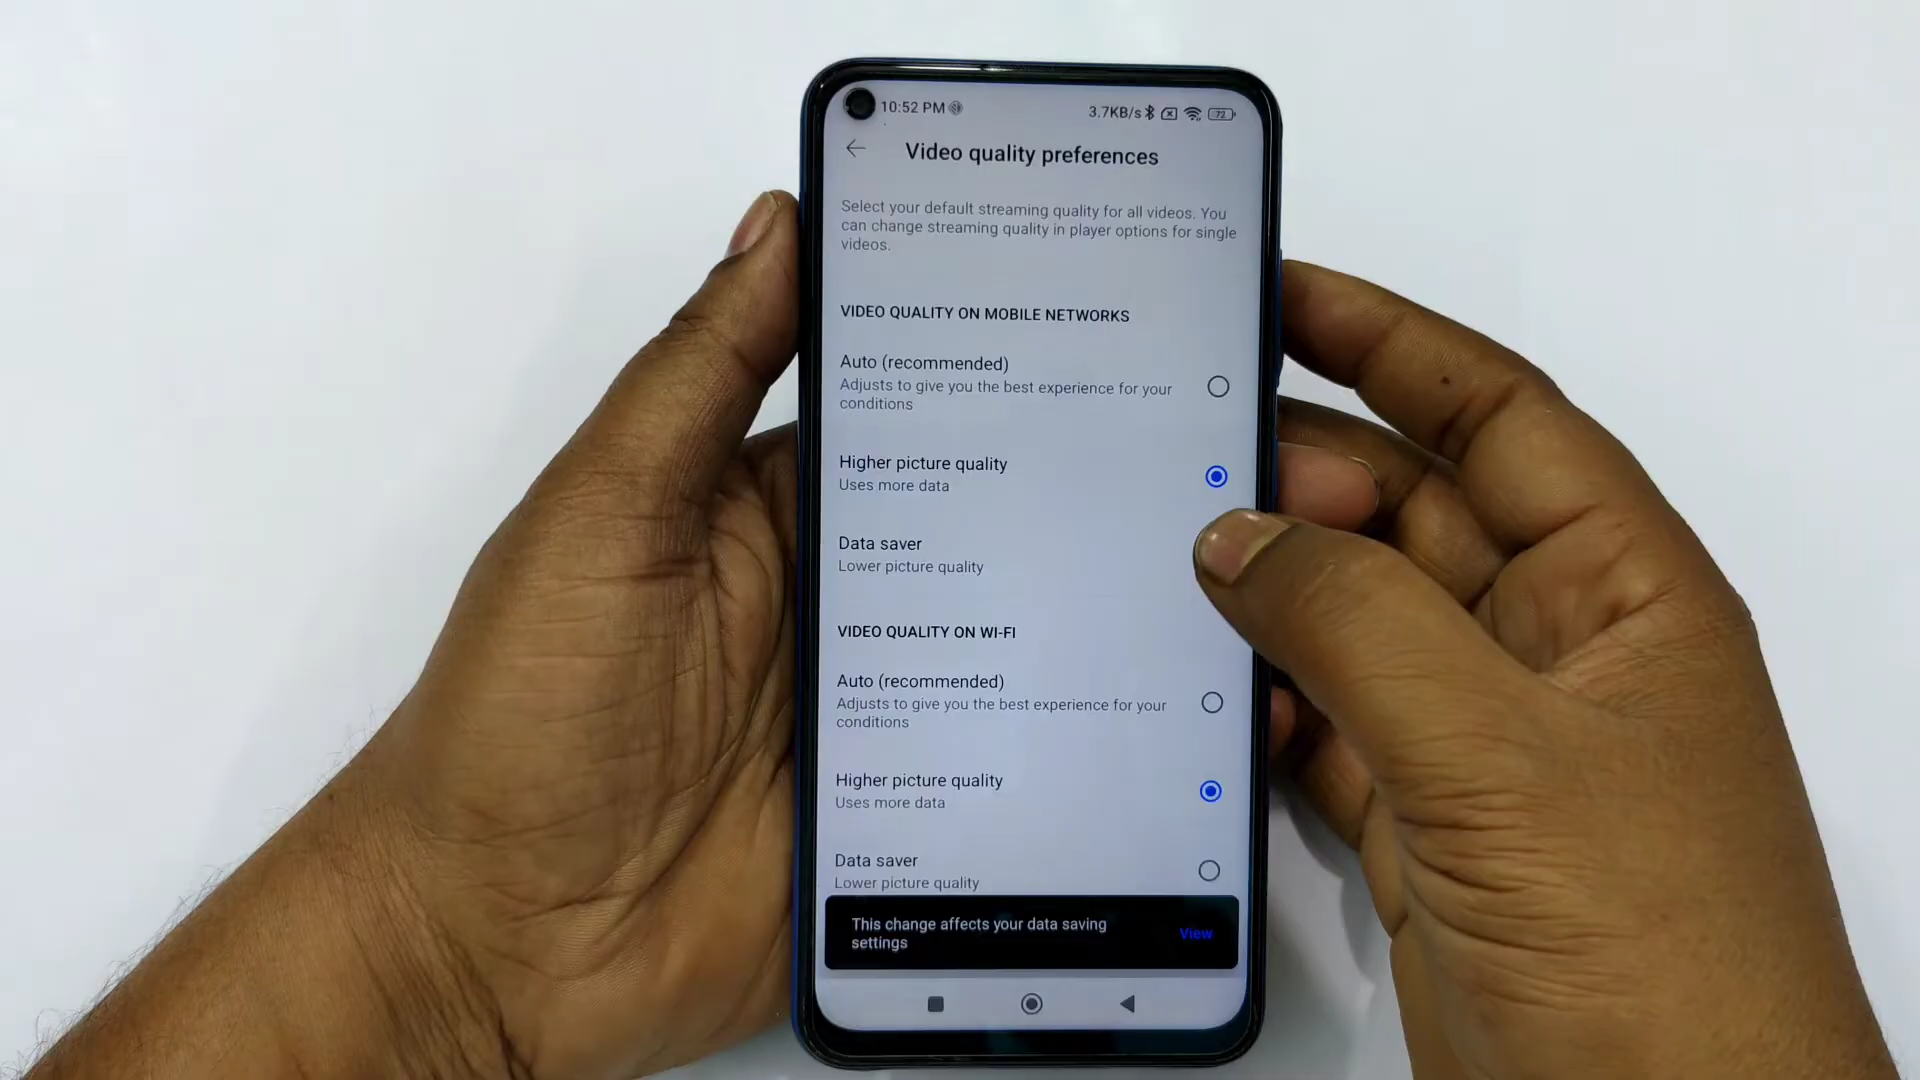 10:52 PM
3.7KB/s
72
Video quality preferences
Select your default streaming quality for all videos. You
can change streaming quality in player options for single
videos.
VIDEO QUALITY ON MOBILE NETWORKS
Auto (recommended)
Adjusts to give you the best experience for your
conditions
Higher picture quality
Uses more data
Data saver
Lower picture quality
VIDEO QUALITY ON WI-FI
Auto (recommended)
Adjusts to give you the best experience for your
conditions
Higher picture quality
Uses more data
Data saver
Lower picture quality
This change affects your data saving
settings
View